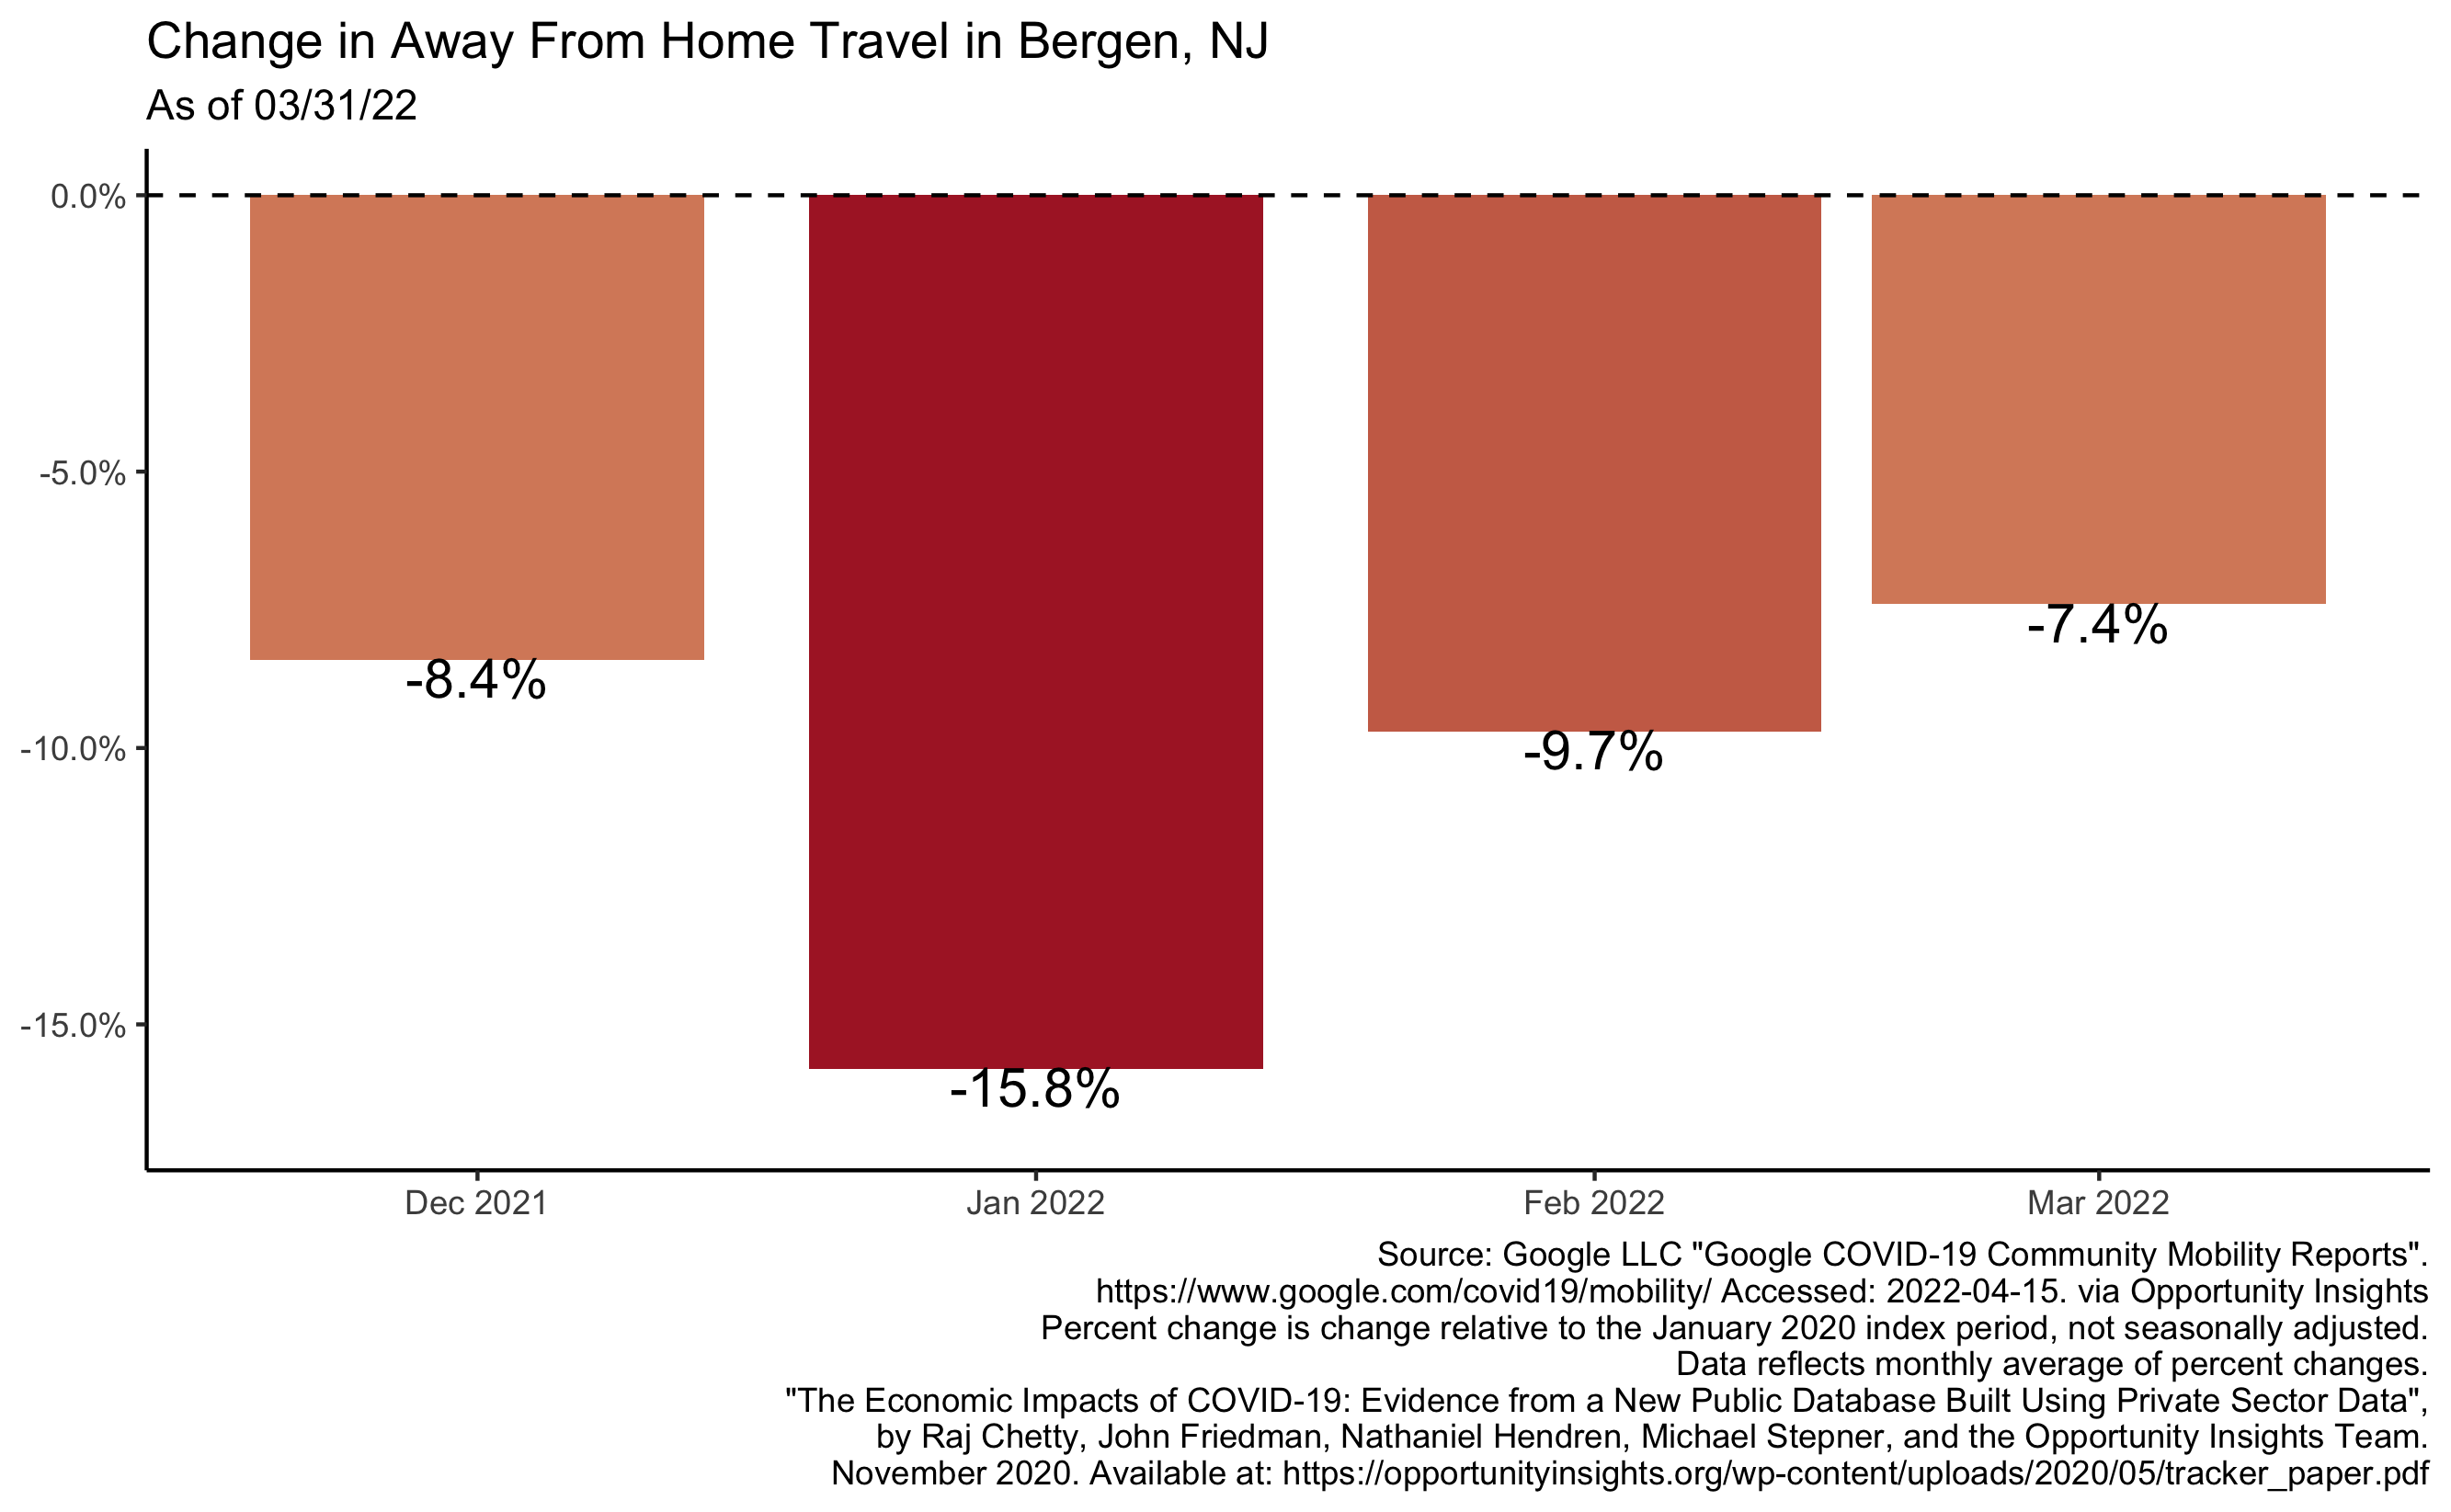 Change in Away From Home Travel in Bergen, NJ
As of 03/31/22
0.0%
-5.0%
-10.0%
-15.0%
-8.4%
-15.8%
-9.7%
-7.4%
Dec 2021
Jan 2022
Feb 2022
Mar 2022
Source: Google LLC "Google COVID-19 Community Mobility Reports".
https://www.google.com/covid19/mobility/ Accessed: 2022-04-15. via Opportunity Insights
Percent change is change relative to the January 2020 index period, not seasonally adjusted.
Data reflects monthly average of percent changes.
"The Economic Impacts of COVID-19: Evidence from a New Public Database Built Using Private Sector Data",
by Raj Chetty, John Friedman, Nathaniel Hendren, Michael Stepner, and the Opportunity Insights Team.
November 2020. Available at: https://opportunityinsights.org/wp-content/uploads/2020/05/tracker_paper.pdf